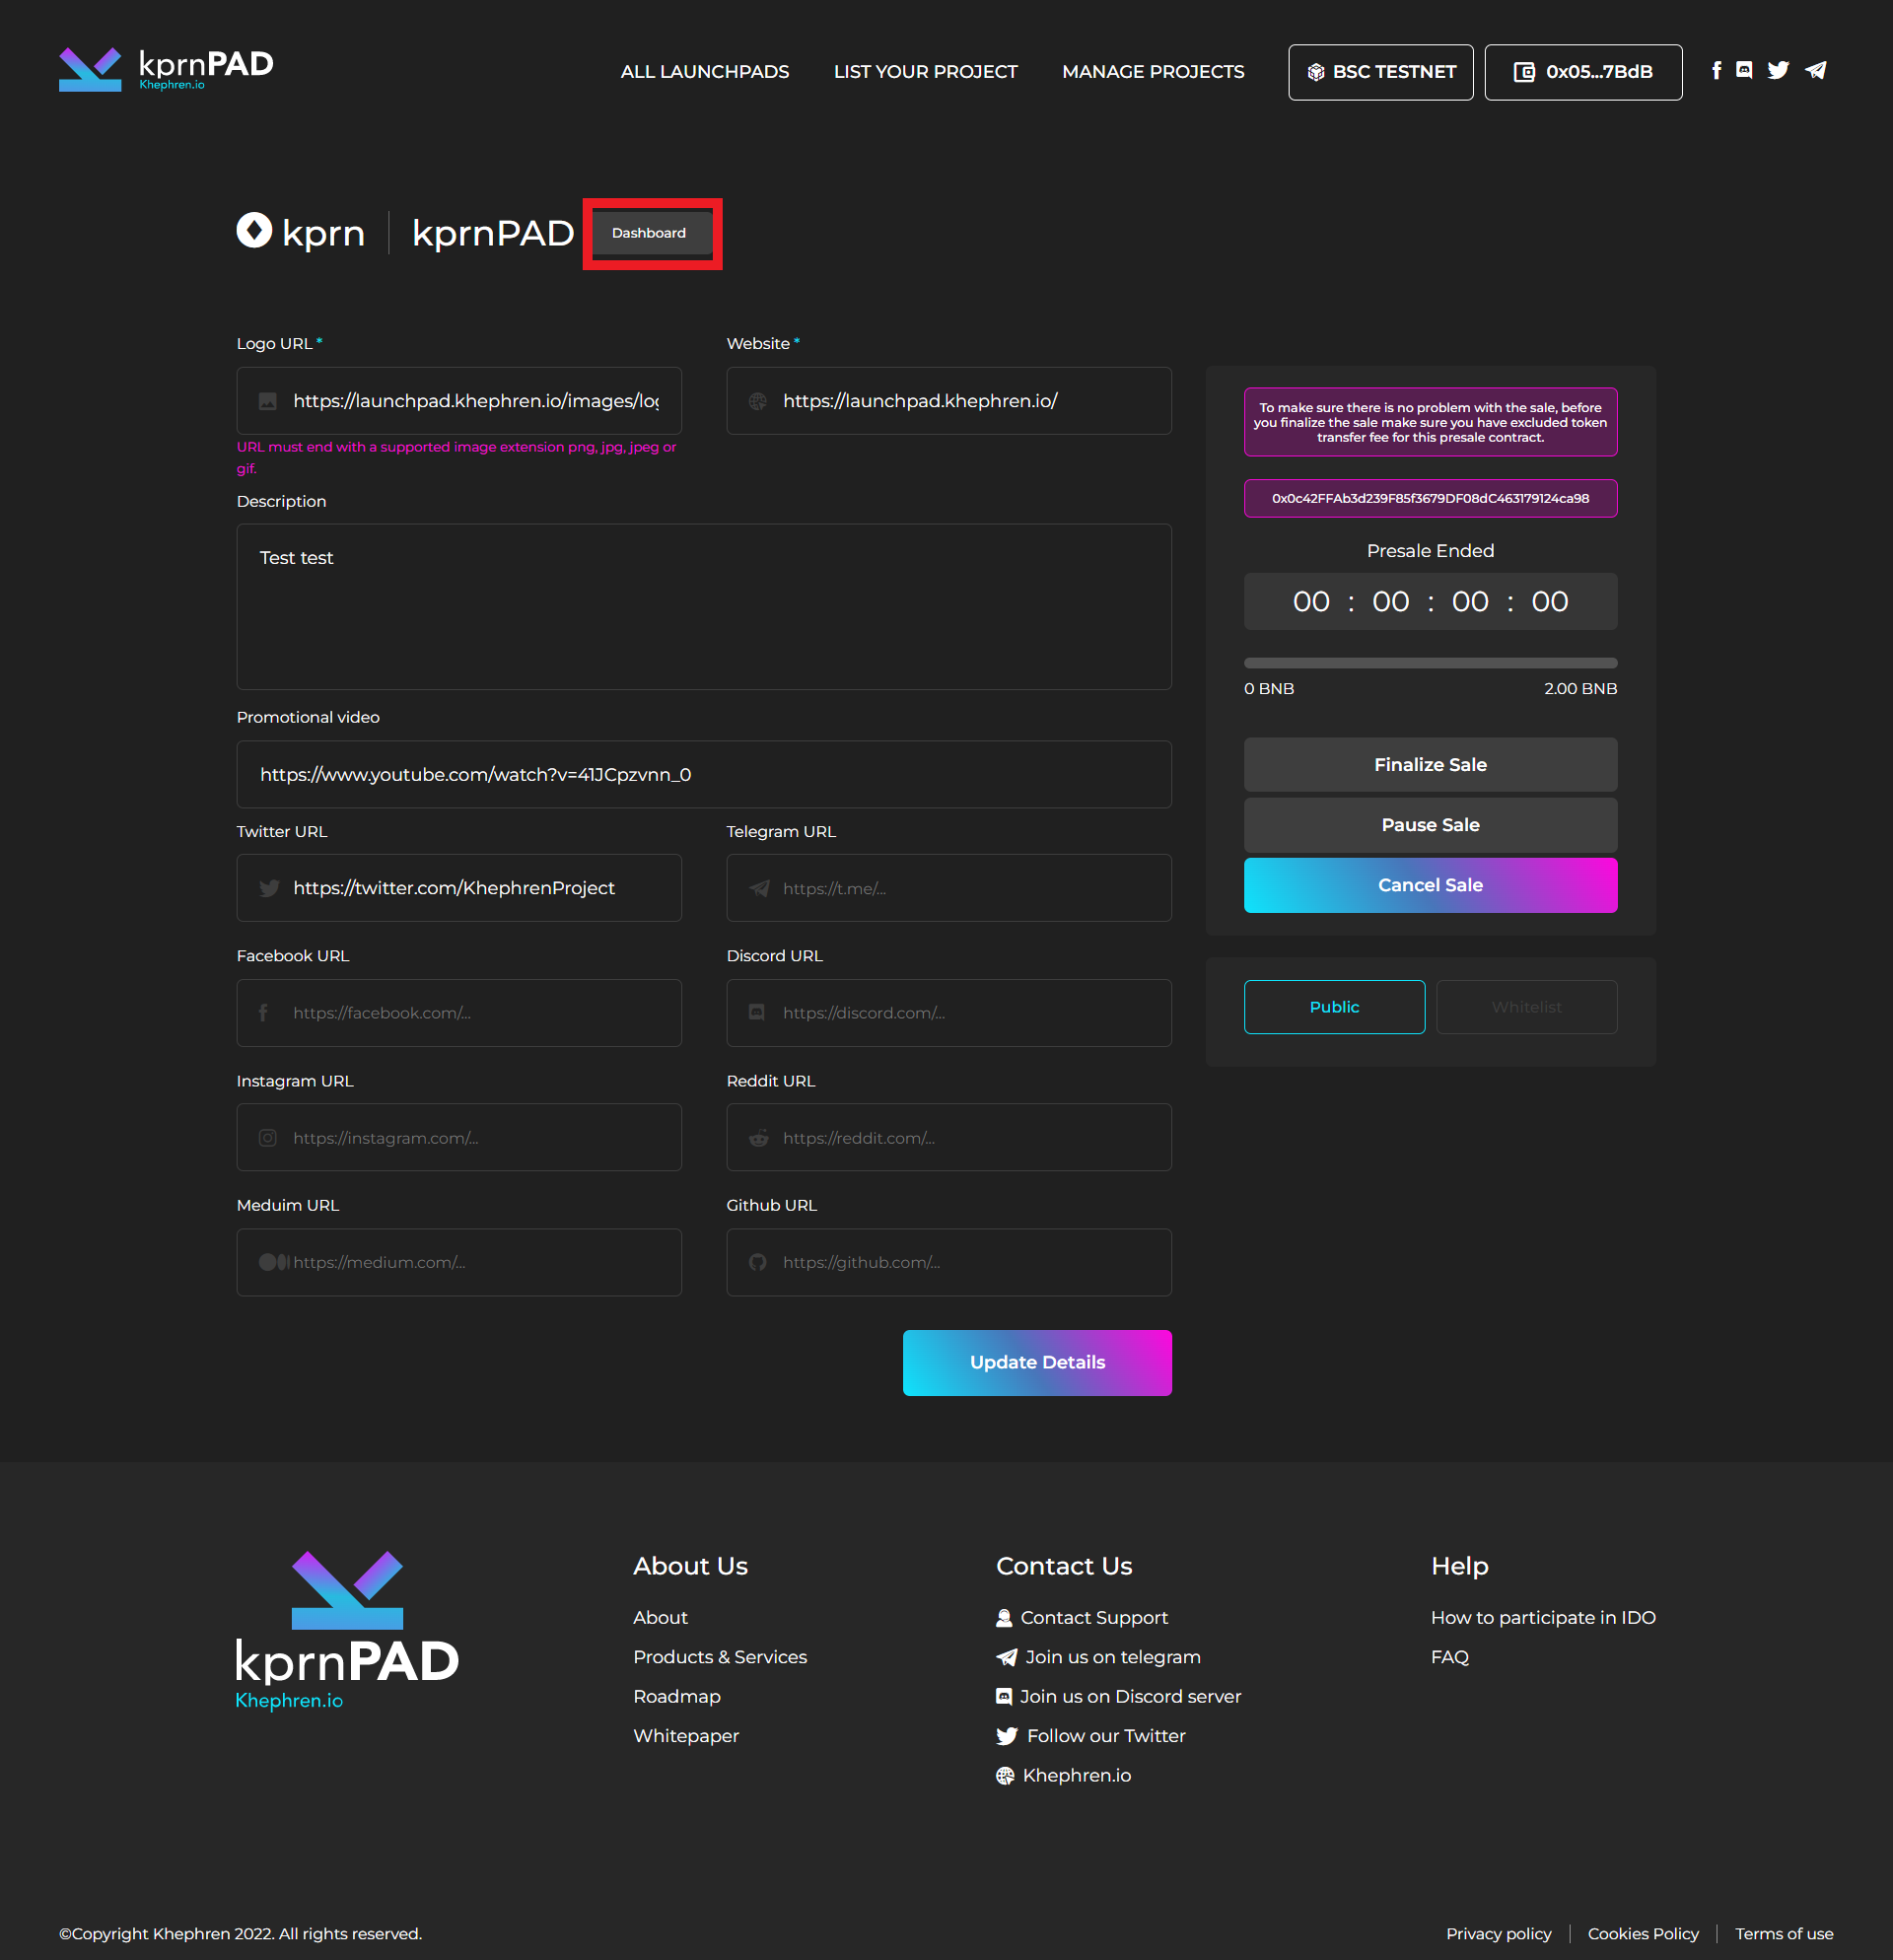 kprnPAD
Khephren.io
ALL LAUNCHPADS
LIST YOUR PROJECT
MANAGE PROJECTS
BSC TESTNET
0x05...7BdB
kprn
kprnPAD
Dashboard
Logo URL *
Website *
https://launchpad.khephren.io/images/log
https://launchpad.khephren.io/
URL must end with a supported image extension png, jpg, jpeg or
gif.
Description
Test test
Promotional video
https://www.youtube.com/watch?v=41JCpzvnn_0
Twitter URL
Telegram URL
https://twitter.com/KhephrenProject
https://t.me/...
Facebook URL
Discord URL
https://facebook.com/...
https://discord.com/...
Instagram URL
Reddit URL
https://instagram.com/...
https://reddit.com/...
Meduim URL
Github URL
https://medium.com/...
https://github.com/...
Update Details
To make sure there is no problem with the sale, before
you finalize the sale make sure you have excluded token
transfer fee for this presale contract.
0x0c42FFAb3d239F85f3679DF08dC463179124ca98
Presale Ended
00 : 00 : 00 : 00
0 BNB
2.00 BNB
Finalize Sale
Pause Sale
Cancel Sale
Public
Whitelist
kprnPAD
Khephren.io
About Us
About
Products & Services
Roadmap
Whitepaper
Contact Us
Contact Support
Join us on telegram
Join us on Discord server
Follow our Twitter
Khephren.io
Help
How to participate in IDO
FAQ
©Copyright Khephren 2022. All rights reserved.
Privacy policy
Cookies Policy
Terms of use